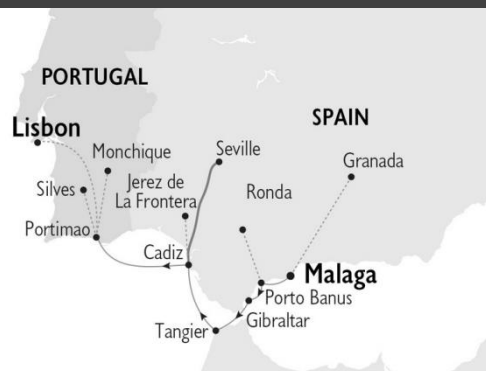 PORTUGAL
SPAIN
Lisbon
Monchique
Seville
Granada
Silves
Jerez de
La Frontera
Ronda
Portimao
Cadiz
Malaga
Porto Banus
Gibraltar
Tangier